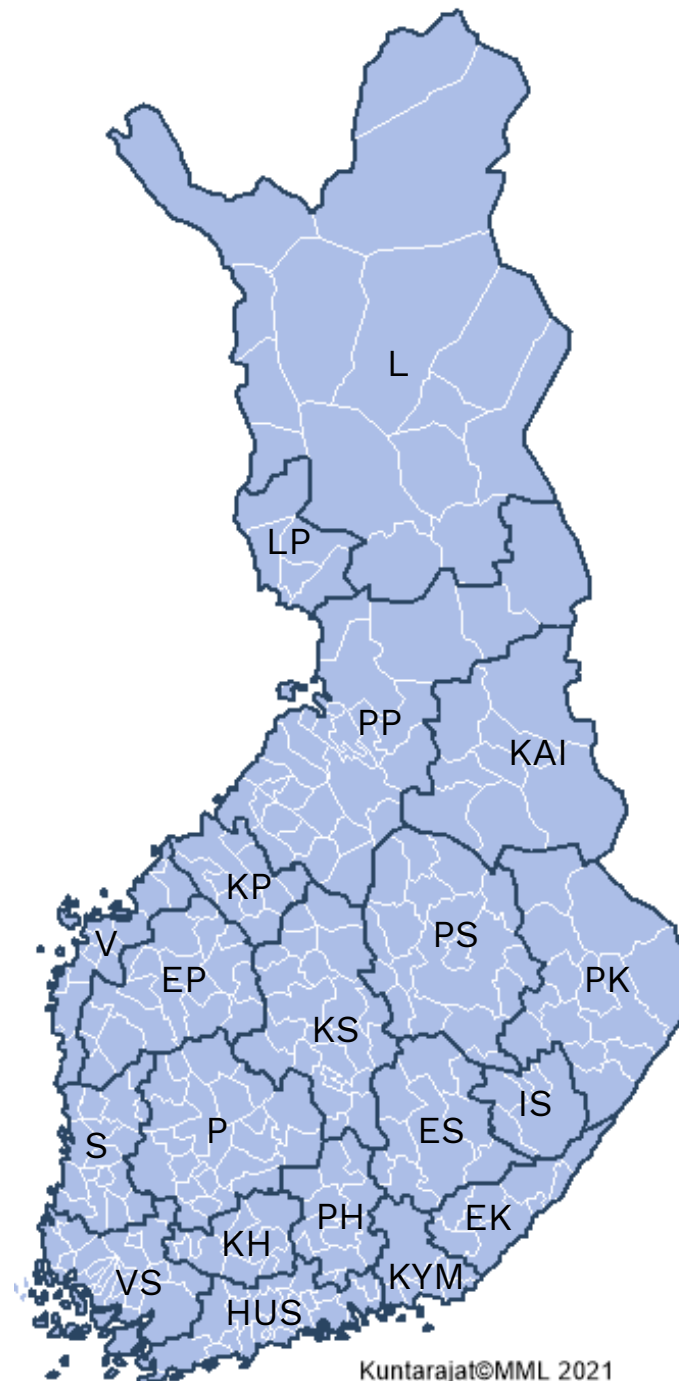 L
LP
PP
KAI
KP
PS
V
EP
PK
KS
IS
P
ES
S
PH
EK
KH
KYM
VS
HUS
Kuntarajat©MML 2021